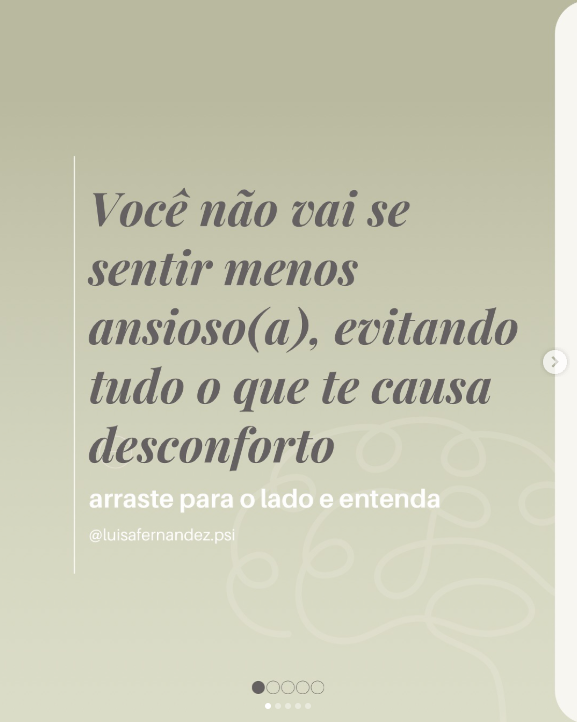 Você não vai se
sentir menos
ansioso(a), evitando
tudo o que te causa
desconforto
arraste para o lado e entenda
@luisafernandez.psi